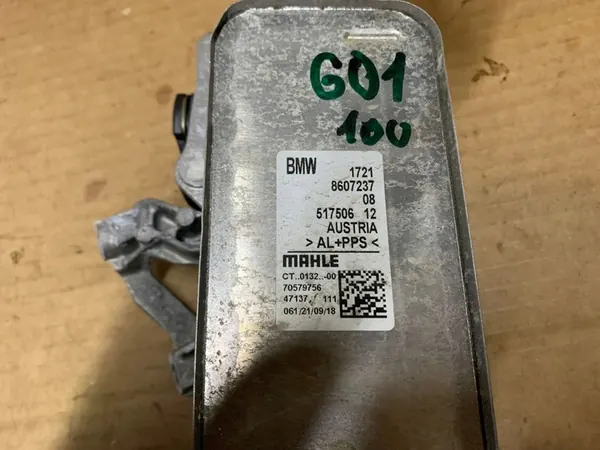 G01
100
BMW 1721
8607237
08
517506 12
AUSTRIA
> AL+PPS <
MAHLE
CT..0132..-00
70579756
47137. 111
061/21/09/18